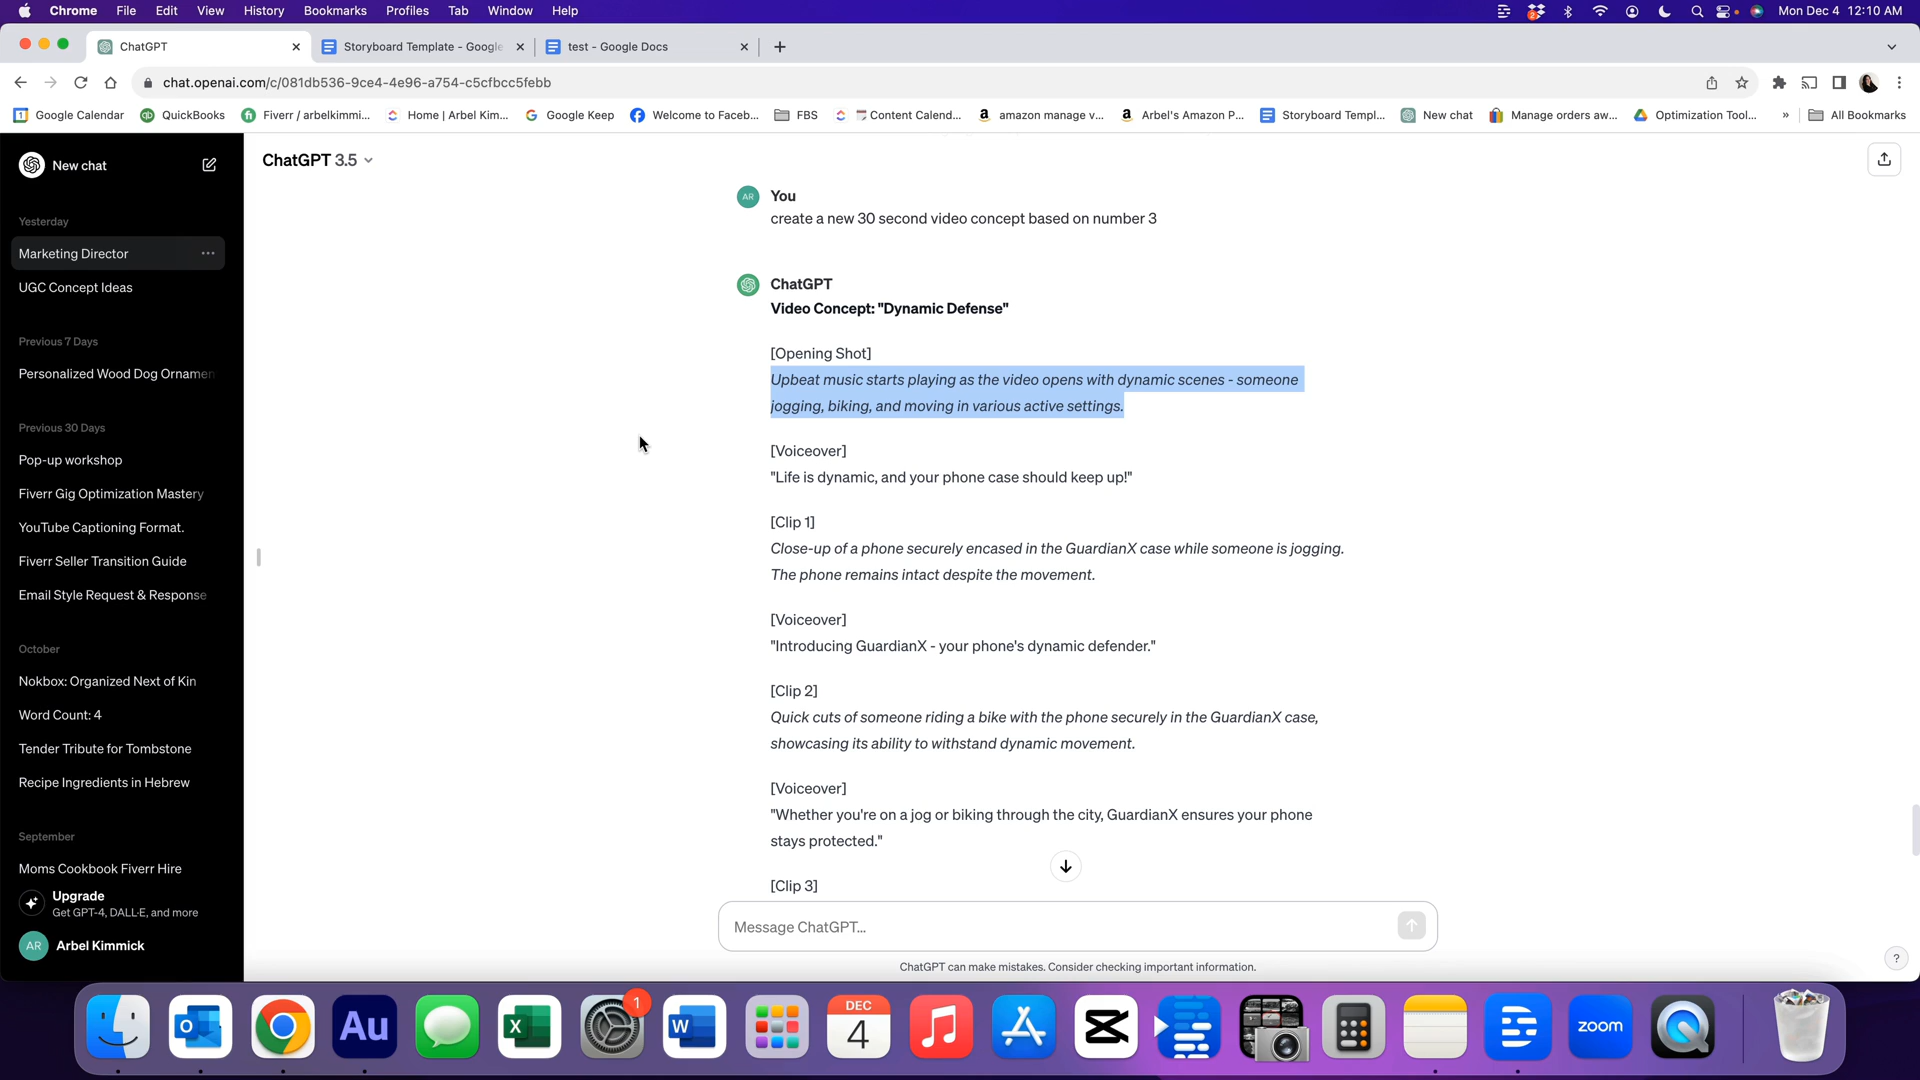 Chrome File Edit View History Bookmarks Profiles Tab Window Help
Mon Dec 4 12:10 AM
ChatGPT
Storyboard Template - Google
test - Google Docs
chat.openai.com/c/081db536-9ce4-4e96-a754-c5cfbcc5febb
Google Calendar
QuickBooks
Fiverr / arbelkimmi...
Home | Arbel Kim...
Google Keep
Welcome to Faceb...
FBS
Content Calend...
amazon manage v...
Arbel's Amazon P...
Storyboard Templ...
New chat
Manage orders aw...
Optimization Tool...
»
All Bookmarks
New chat
Yesterday
Marketing Director
UGC Concept Ideas
Previous 7 Days
Personalized Wood Dog Ornamen
Previous 30 Days
Pop-up workshop
Fiverr Gig Optimization Mastery
YouTube Captioning Format.
Fiverr Seller Transition Guide
Email Style Request & Response
October
Nokbox: Organized Next of Kin
Word Count: 4
Tender Tribute for Tombstone
Recipe Ingredients in Hebrew
September
Moms Cookbook Fiverr Hire
Upgrade
Get GPT-4, DALL·E, and more
AR
Arbel Kimmick
ChatGPT 3.5
AR
You
create a new 30 second video concept based on number 3
ChatGPT
Video Concept: "Dynamic Defense"
[Opening Shot]
Upbeat music starts playing as the video opens with dynamic scenes - someone
jogging, biking, and moving in various active settings.
[Voiceover]
"Life is dynamic, and your phone case should keep up!"
[Clip 1]
Close-up of a phone securely encased in the GuardianX case while someone is jogging.
The phone remains intact despite the movement.
[Voiceover]
"Introducing GuardianX - your phone's dynamic defender."
[Clip 2]
Quick cuts of someone riding a bike with the phone securely in the GuardianX case,
showcasing its ability to withstand dynamic movement.
[Voiceover]
"Whether you're on a jog or biking through the city, GuardianX ensures your phone
stays protected."
[Clip 3]
Message ChatGPT...
ChatGPT can make mistakes. Consider checking important information.
?
Au
1
W
DEC
4
zoom